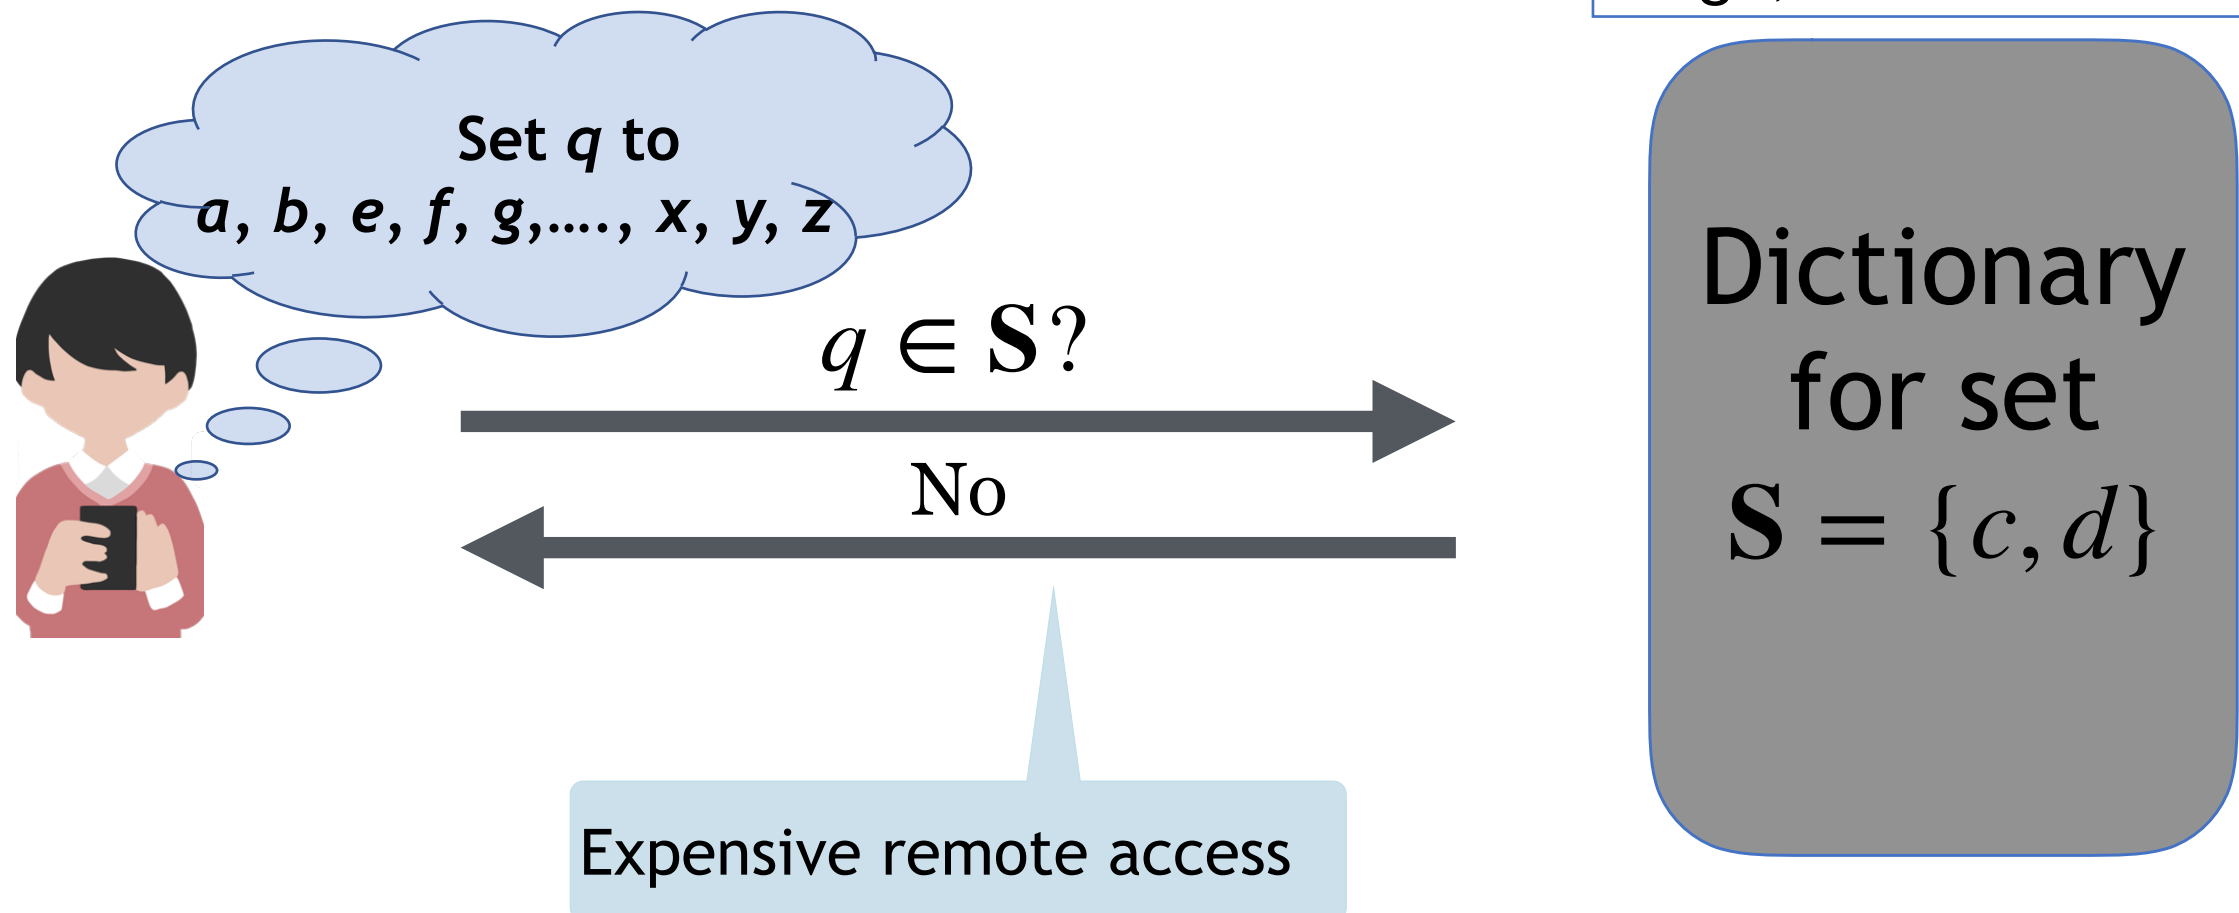 Set q to
a, b, e, f, g,...., x, y, z
q ∈ S?
No
Expensive remote access
Dictionary
for set
S = {c, d}